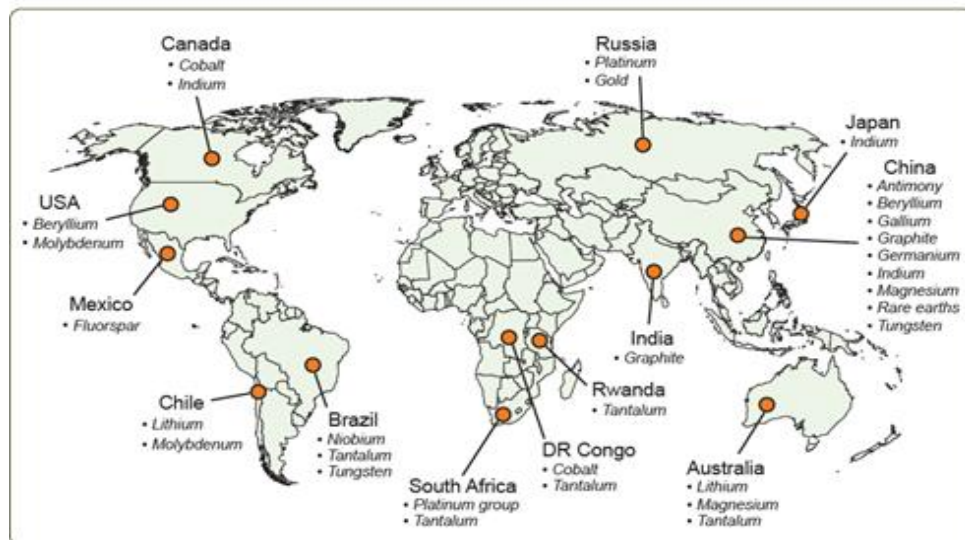 Canada
• Cobalt
• Indium
Russia
• Platinum
• Gold
Japan
• Indium
China
• Antimony
• Beryllium
• Gallium
• Graphite
• Germanium
• Indium
• Magnesium
• Rare earths
• Tungsten
USA
• Beryllium
• Molybdenum
Mexico
• Fluorspar
India
• Graphite
Rwanda
• Tantalum
Chile
• Lithium
• Molybdenum
Brazil
• Niobium
• Tantalum
• Tungsten
DR Congo
• Cobalt
• Tantalum
South Africa
• Platinum group
• Tantalum
Australia
• Lithium
• Magnesium
• Tantalum